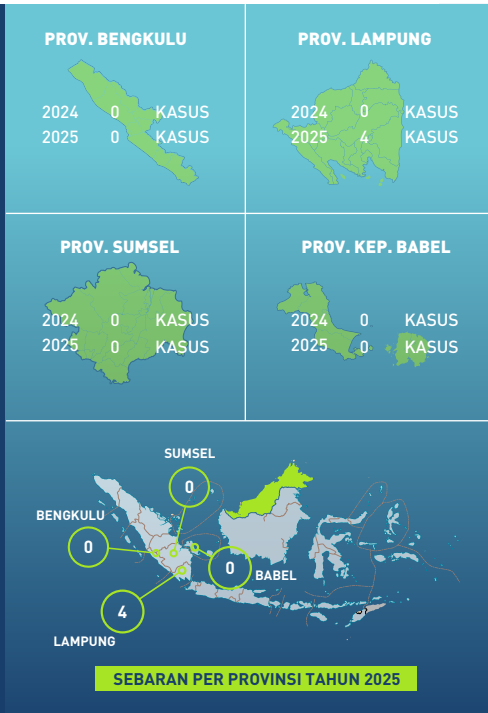 PROV. BENGKULU
2024 0 KASUS
2025 0 KASUS
PROV. LAMPUNG
2024 0 KASUS
2025 4 KASUS
PROV. SUMSEL
2024 0 KASUS
2025 0 KASUS
PROV. KEP. BABEL
2024 0 KASUS
2025 0 KASUS
SUMSEL
0
BENGKULU
0
0
BABEL
4
LAMPUNG
SEBARAN PER PROVINSI TAHUN 2025